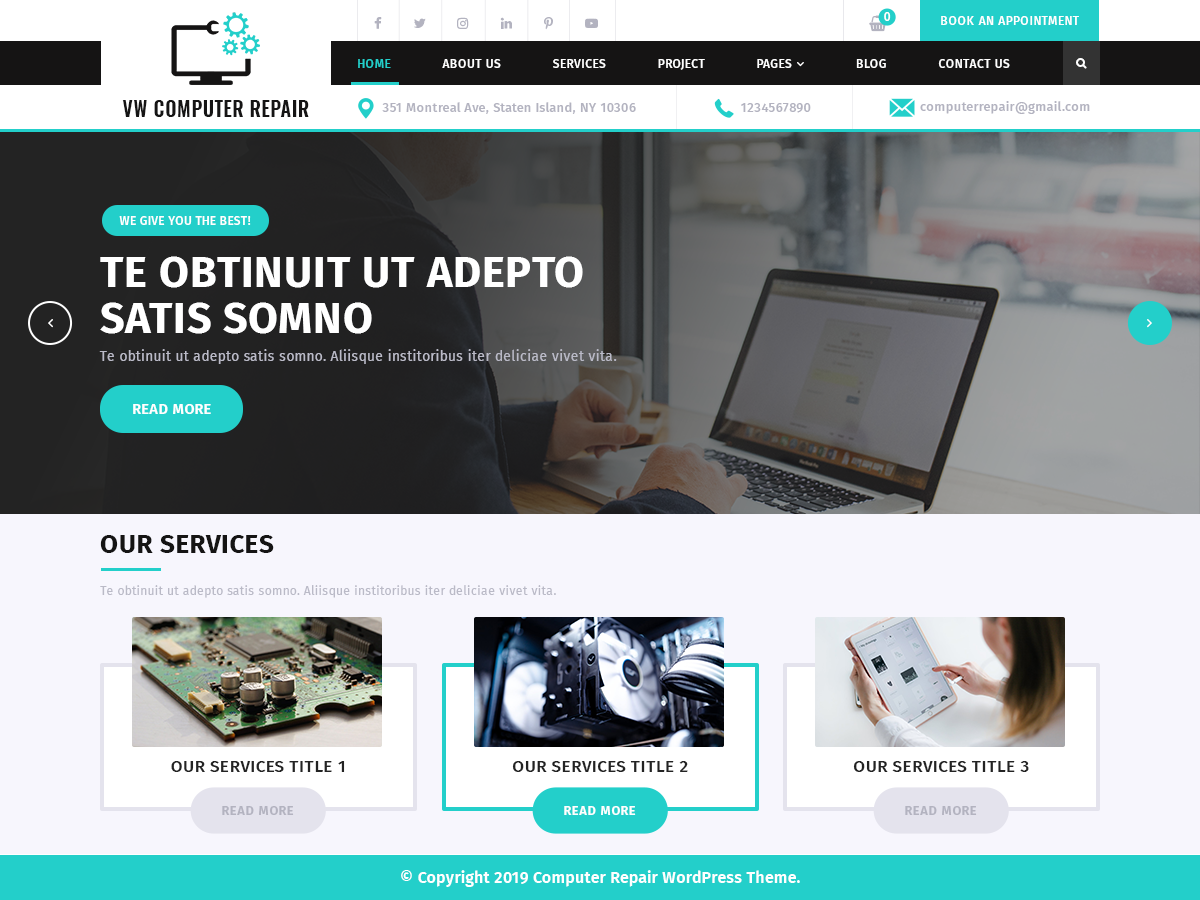 0
BOOK AN APPOINTMENT
HOME
ABOUT US
SERVICES
PROJECT
PAGES
BLOG
CONTACT US
VW COMPUTER REPAIR
351 Montreal Ave, Staten Island, NY 10306
1234567890
computerrepair@gmail.com
WE GIVE YOU THE BEST!
TE OBTINUIT UT ADEPTO
SATIS SOMNO
Te obtinuit ut adepto satis somno. Aliisque institoribus iter deliciae vivet vita.
READ MORE
OUR SERVICES
Te obtinuit ut adepto satis somno. Aliisque institoribus iter deliciae vivet vita.
OUR SERVICES TITLE 1
OUR SERVICES TITLE 2
OUR SERVICES TITLE 3
READ MORE
READ MORE
READ MORE
© Copyright 2019 Computer Repair WordPress Theme.